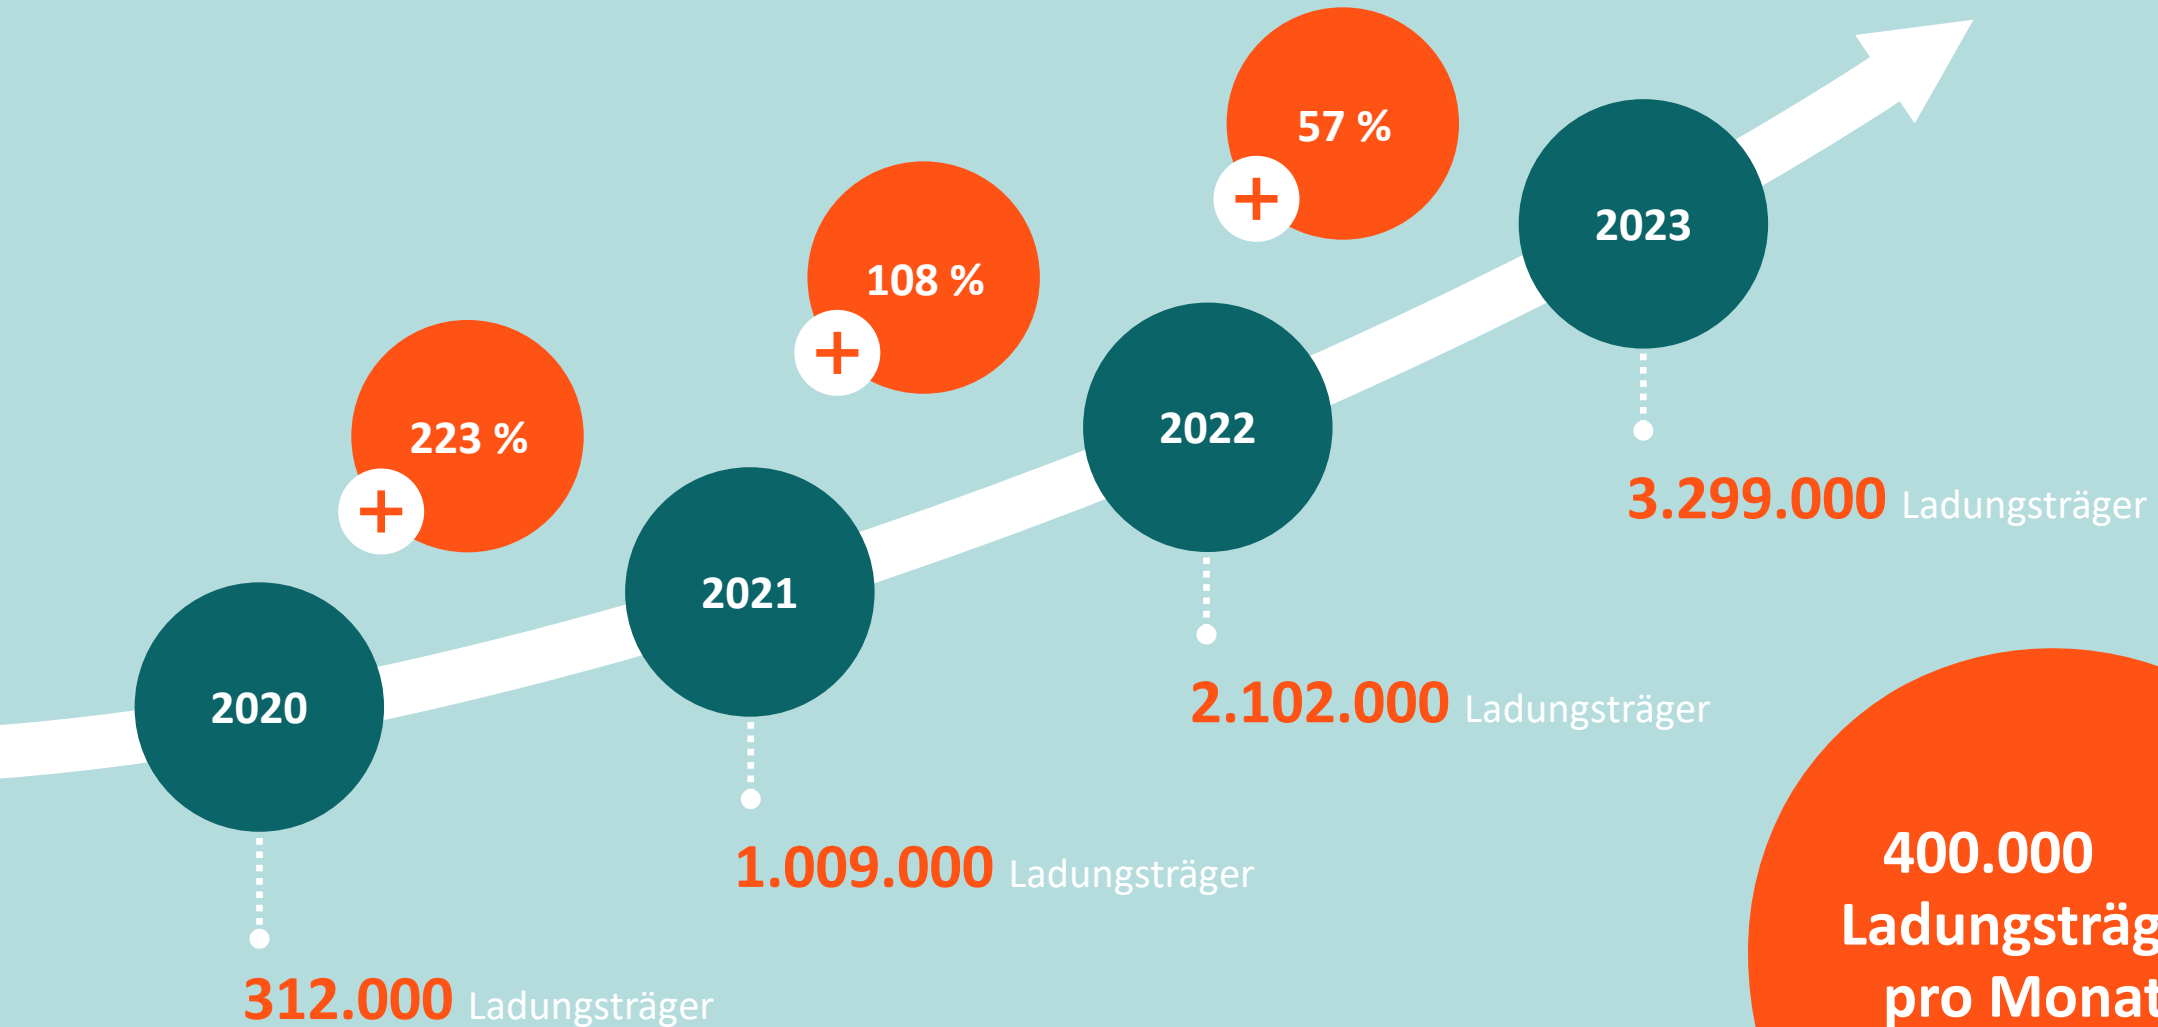 57 %
+
2023
108 %
+
2022
3.299.000 Ladungsträger
223 %
+
2021
2.102.000 Ladungsträger
2020
1.009.000 Ladungsträger
312.000 Ladungsträger
400.000
Ladungsträg
pro Monat